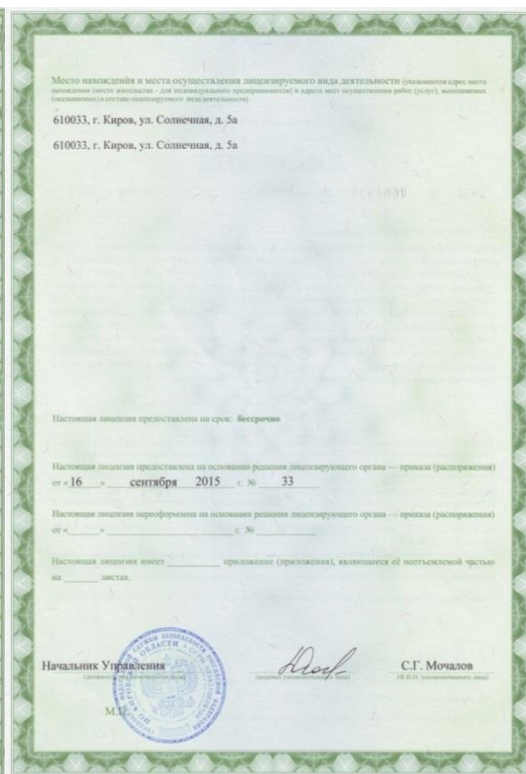 Место нахождения и места осуществления лицензируемого вида деятельности (указываются адрес места
нахождения (место жительства - для индивидуального предпринимателя) и адреса мест осуществления работ (услуг), выполняемых
(оказываемых) в составе лицензируемого вида деятельности)
610033, г. Киров, ул. Солнечная, д. 5а
610033, г. Киров, ул. Солнечная, д. 5а
Настоящая лицензия предоставлена на срок: бессрочно
Настоящая лицензия предоставлена на основании решения лицензирующего органа — приказа (распоряжения)
от « 16 » сентября 2015 г. № 33
Настоящая лицензия переоформлена на основании решения лицензирующего органа — приказа (распоряжения)
от « » г. №
Настоящая лицензия имеет приложение (приложения), являющееся её неотъемлемой частью
на листах.
Начальник Управления С.Г. Мочалов
(подпись уполномоченного лица) (Ф.И.О. уполномоченного лица)
М.П.